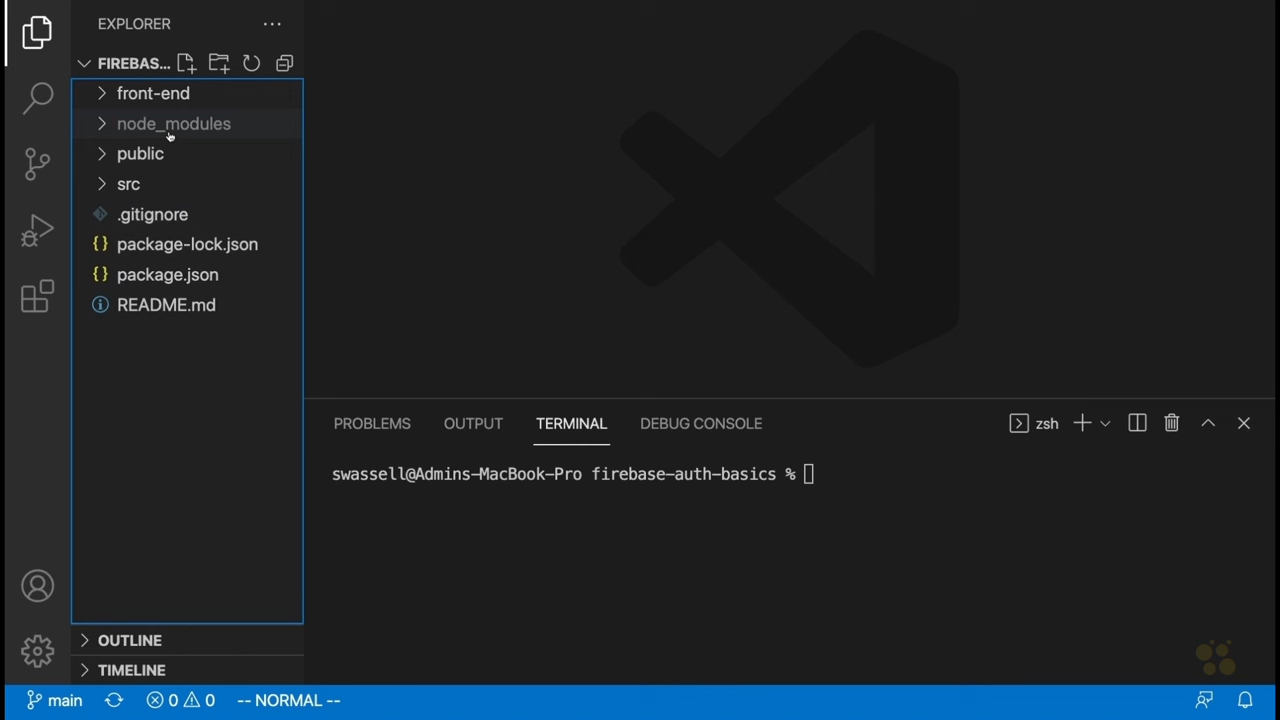 EXPLORER
FIREBAS...
front-end
node_modules
public
src
.gitignore
package-lock.json
package.json
README.md
OUTLINE
TIMELINE
PROBLEMS OUTPUT TERMINAL DEBUG CONSOLE zsh
swassell@Admins-MacBook-Pro firebase-auth-basics %
main 0 0 -- NORMAL --